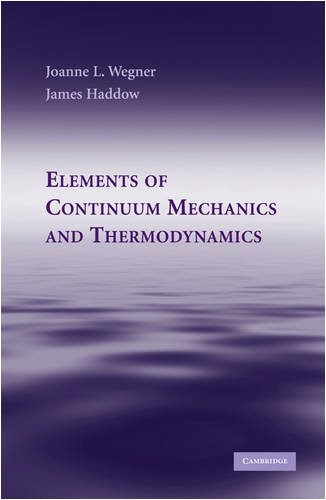 Joanne L. Wegner
James Haddow
Elements of
Continuum Mechanics
and Thermodynamics
Cambridge